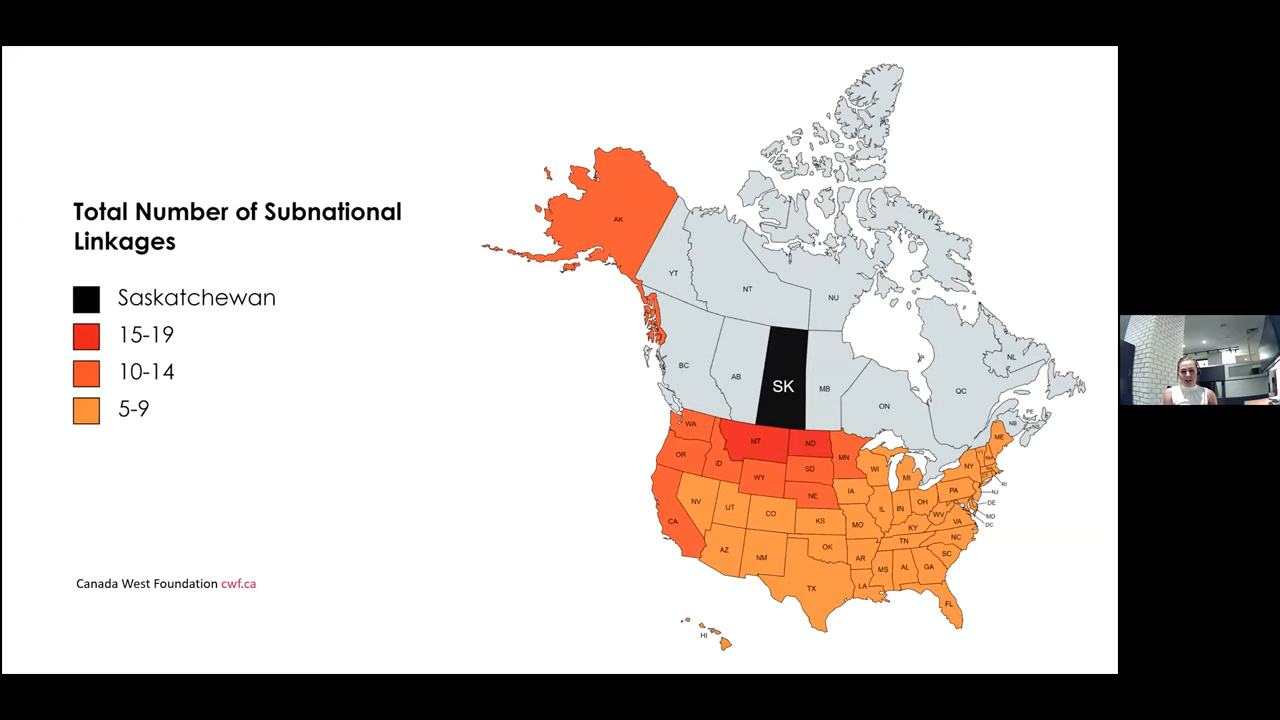 Total Number of Subnational
Linkages
Saskatchewan
15-19
10-14
5-9
Canada West Foundation cwf.ca
AK
YT
NT
NU
BC
AB
SK
MB
ON
QC
NL
PE
NB
NS
WA
MT
ND
MN
OR
ID
SD
WY
NE
WI
MI
ME
NY
RI
NV
UT
CO
IA
IL
IN
OH
PA
NJ
DE
MD
DC
CA
KS
MO
KY
WV
VA
AZ
NM
OK
AR
TN
NC
SC
TX
LA
MS
AL
GA
FL
HI